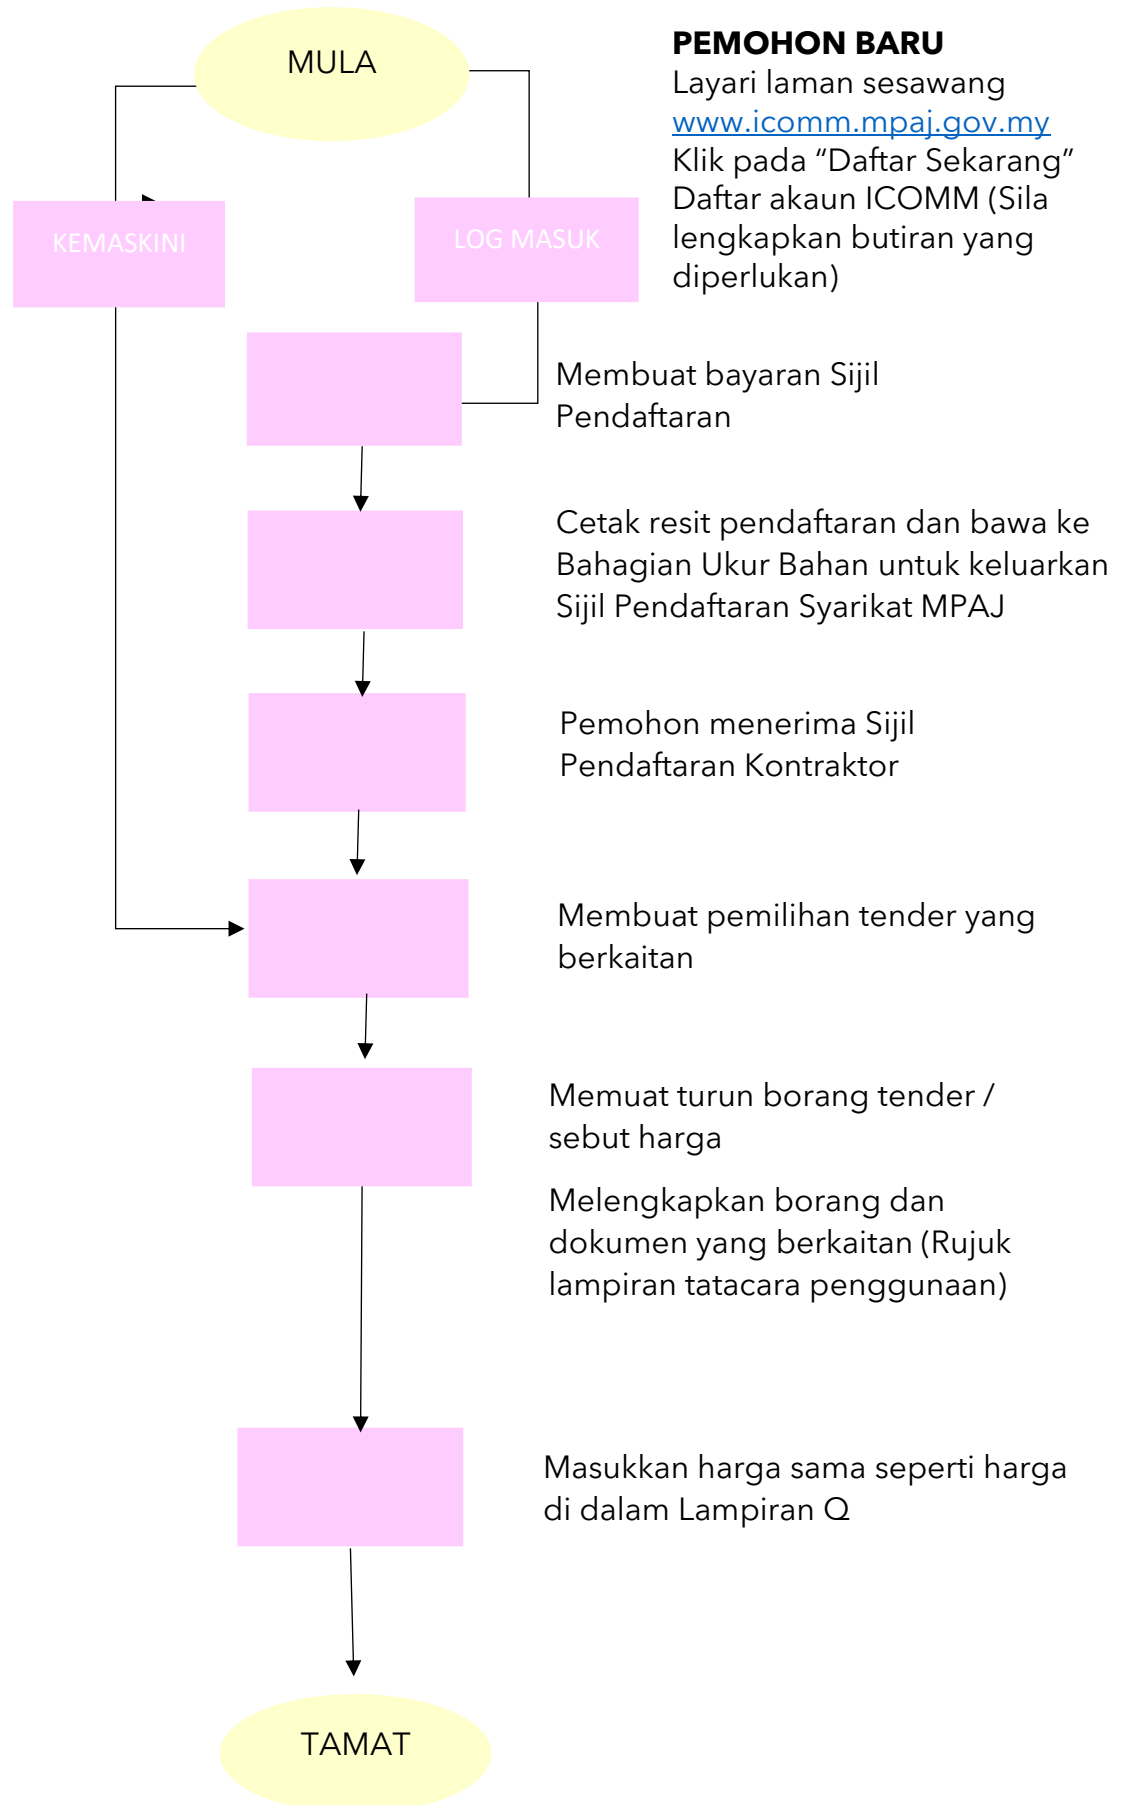 MULA
PEMOHON BARU
Layari laman sesawang
www.icomm.mpaj.gov.my
Klik pada “Daftar Sekarang”
Daftar akaun ICOMM (Sila
lengkapkan butiran yang
diperlukan)
KEMASKINI
LOG MASUK
Membuat bayaran Sijil
Pendaftaran
Cetak resit pendaftaran dan bawa ke
Bahagian Ukur Bahan untuk keluarkan
Sijil Pendaftaran Syarikat MPAJ
Pemohon menerima Sijil
Pendaftaran Kontraktor
Membuat pemilihan tender yang
berkaitan
Memuat turun borang tender /
sebut harga
Melengkapkan borang dan
dokumen yang berkaitan (Rujuk
lampiran tatacara penggunaan)
Masukkan harga sama seperti harga
di dalam Lampiran Q
TAMAT